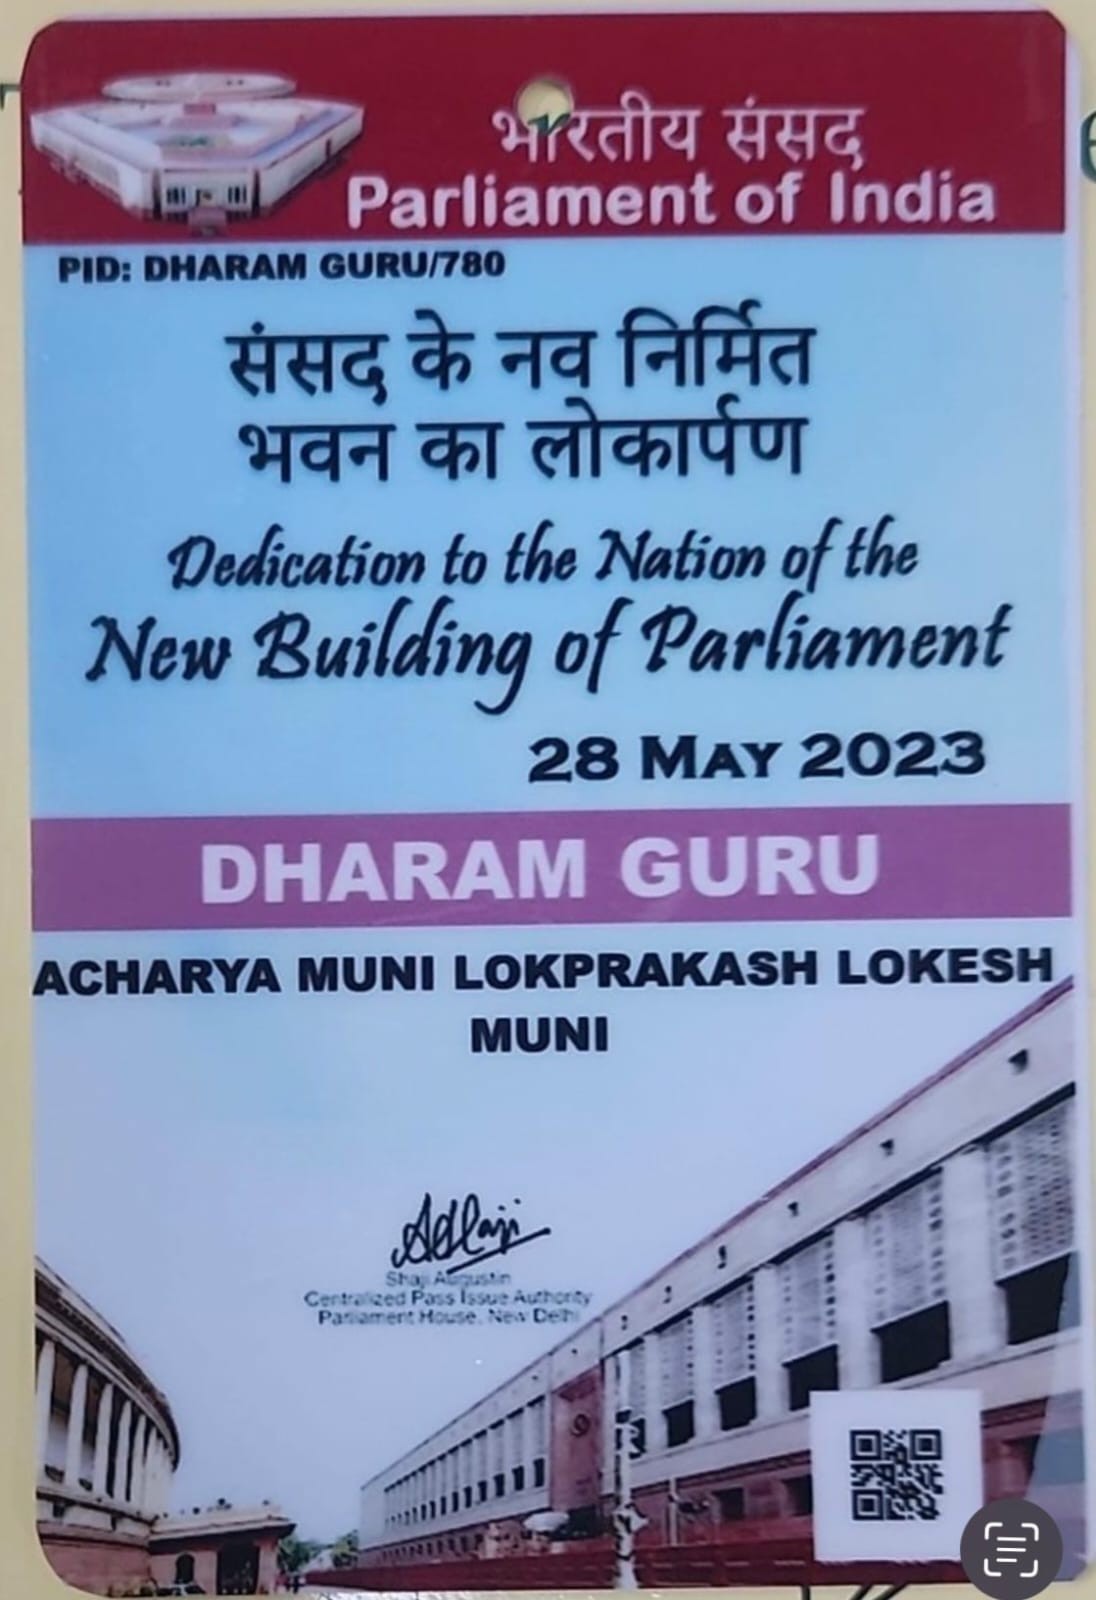 भारतीय संसद
Parliament of India
PID: DHARAM GURU/780
संसद के नव निर्मित
भवन का लोकार्पण
Dedication to the Nation of the
New Building of Parliament
28 MAY 2023
DHARAM GURU
ACHARYA MUNI LOKPRAKASH LOKESH
MUNI
Shaji Augustin
Centralized Pass Issue Authority
Parliament House, New Delhi